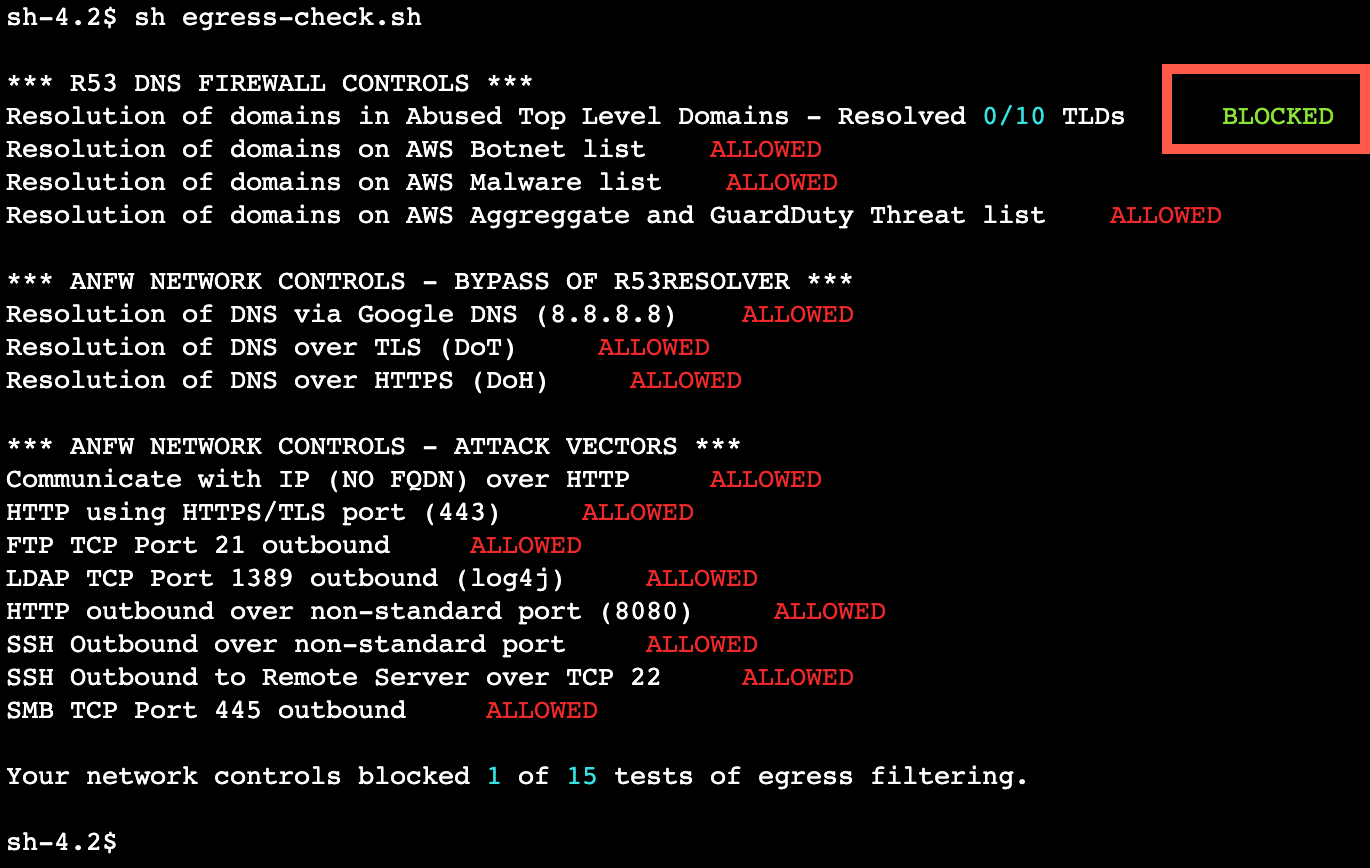 sh-4.2$ sh egress-check.sh
*** R53 DNS FIREWALL CONTROLS ***
Resolution of domains in Abused Top Level Domains – Resolved 0/10 TLDs BLOCKED
Resolution of domains on AWS Botnet list ALLOWED
Resolution of domains on AWS Malware list ALLOWED
Resolution of domains on AWS Aggreggate and GuardDuty Threat list ALLOWED
*** ANFW NETWORK CONTROLS – BYPASS OF R53RESOLVER ***
Resolution of DNS via Google DNS (8.8.8.8) ALLOWED
Resolution of DNS over TLS (DoT) ALLOWED
Resolution of DNS over HTTPS (DoH) ALLOWED
*** ANFW NETWORK CONTROLS – ATTACK VECTORS ***
Communicate with IP (NO FQDN) over HTTP ALLOWED
HTTP using HTTPS/TLS port (443) ALLOWED
FTP TCP Port 21 outbound ALLOWED
LDAP TCP Port 1389 outbound (log4j) ALLOWED
HTTP outbound over non-standard port (8080) ALLOWED
SSH Outbound over non-standard port ALLOWED
SSH Outbound to Remote Server over TCP 22 ALLOWED
SMB TCP Port 445 outbound ALLOWED
Your network controls blocked 1 of 15 tests of egress filtering.
sh-4.2$